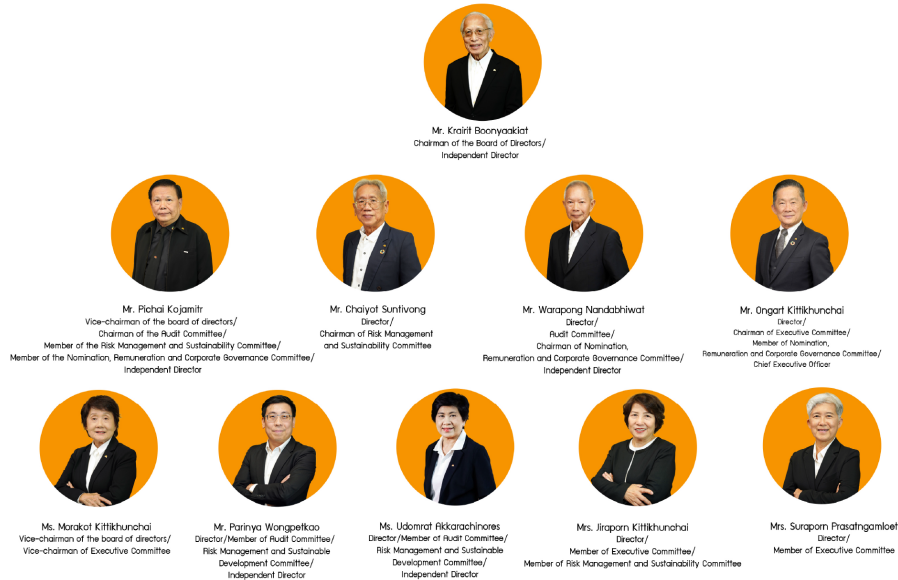 Mr. Krairit Boonyaakiat
Chairman of the Board of Directors/
Independent Director
Mr. Pichai Kojamitr
Vice-chairman of the board of directors/
Chairman of the Audit Committee/
Member of the Risk Management and Sustainability Committee/
Member of the Nomination, Remuneration and Corporate Governance Committee/
Independent Director
Mr. Chaiyot Suntivong
Director/
Chairman of Risk Management
and Sustainability Committee
Mr. Warapong Nandabhiwat
Director/
Audit Committee/
Chairman of Nomination,
Remuneration and Corporate Governance Committee/
Independent Director
Mr. Ongart Kittikhunchai
Director/
Chairman of Executive Committee/
Member of Nomination,
Remuneration and Corporate Governance Committee/
Chief Executive Officer
Ms. Morakot Kittikhunchai
Vice-chairman of the board of directors/
Vice-chairman of Executive Committee
Mr. Parinya Wongpetkao
Director/Member of Audit Committee/
Risk Management and Sustainable
Development Committee/
Independent Director
Ms. Udomrat Akkarachinores
Director/Member of Audit Committee/
Risk Management and Sustainable
Development Committee/
Independent Director
Mrs. Jiraporn Kittikhunchai
Director/
Member of Executive Committee/
Member of Risk Management and Sustainability Committee
Mrs. Suraporn Prasatngamloet
Director/
Member of Executive Committee